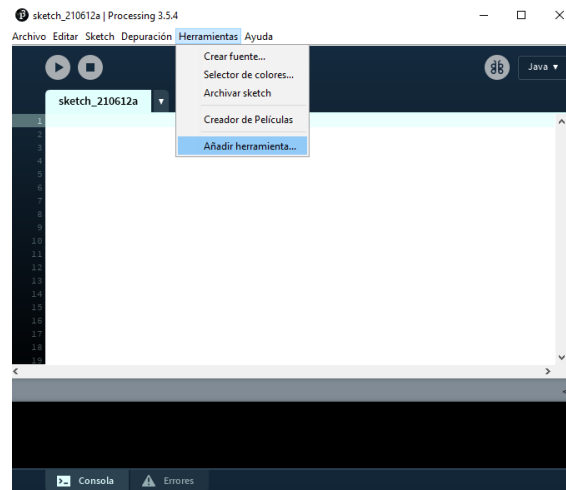 sketch_210612a | Processing 3.5.4
Archivo Editar Sketch Depuración Herramientas Ayuda
Crear fuente...
Selector de colores...
Archivar sketch
Creador de Películas
Añadir herramienta...
Java
sketch_210612a
1
2
3
4
5
6
7
8
9
10
11
12
13
14
15
16
17
18
19
Consola
Errores